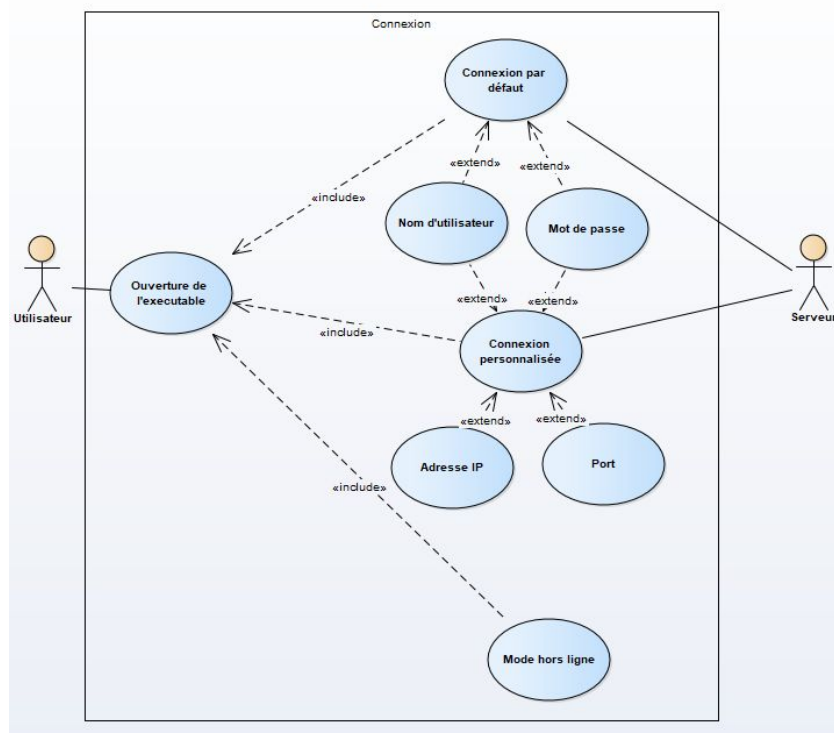 Connexion
Connexion par
défaut
«extend»
«extend»
«include»
Nom d'utilisateur
Mot de passe
Ouverture de
l'executable
Utilisateur
Serveur
«extend»
«extend»
«include»
Connexion
personnalisée
«extend»
«extend»
Adresse IP
Port
«include»
Mode hors ligne